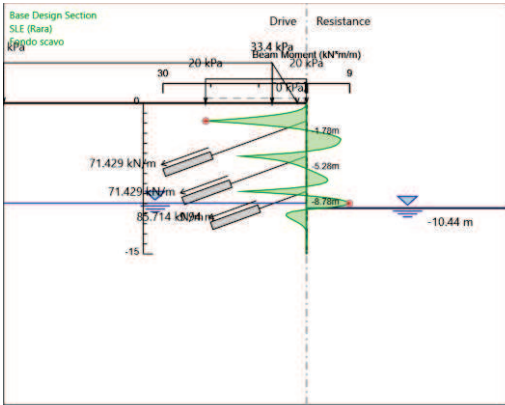 Base Design Section
SLE (Rara)
Fondo scavo
Drive
Resistance
kPa
33.4 kPa
Beam Moment (kN*m/m)
20 kPa
20 kPa
30
0 kPa
9
0
-1.78m
71.429 kN/m
-5.28m
71.429 kN/m
-8.78m
85.714 kN/m
-10.44 m
-15